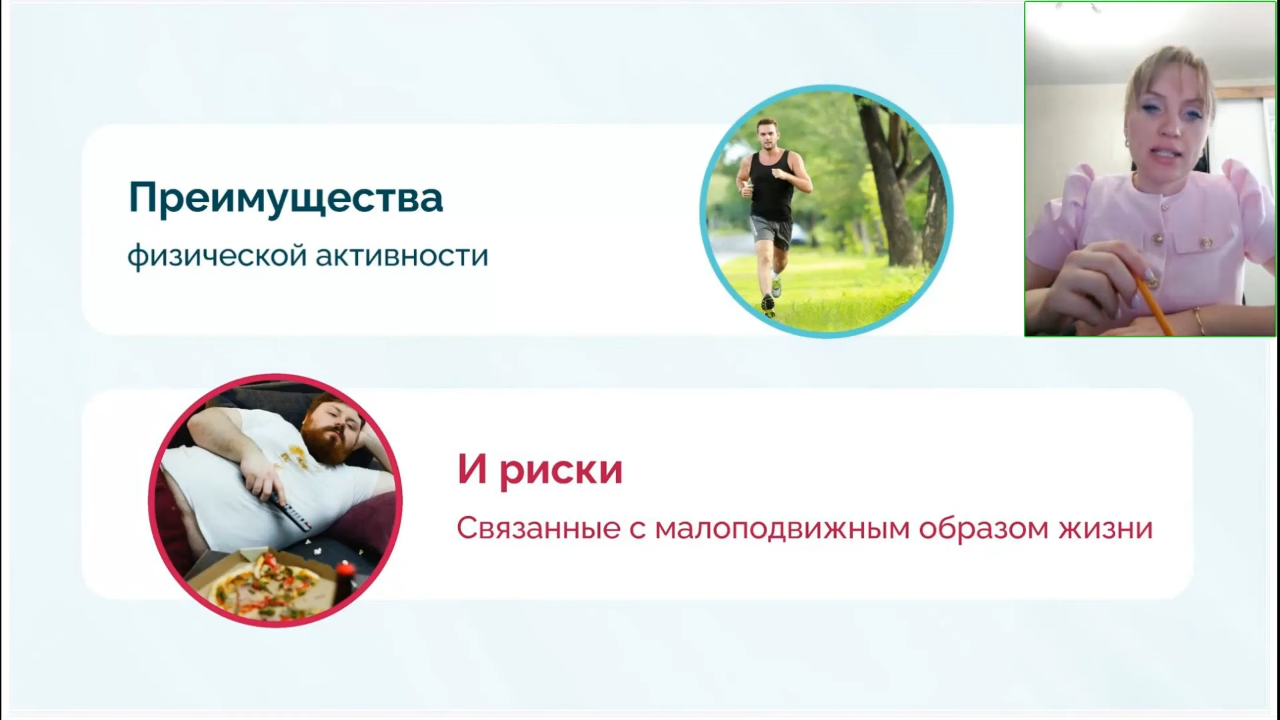 Преимущества
физической активности
И риски
Связанные с малоподвижным образом жизни